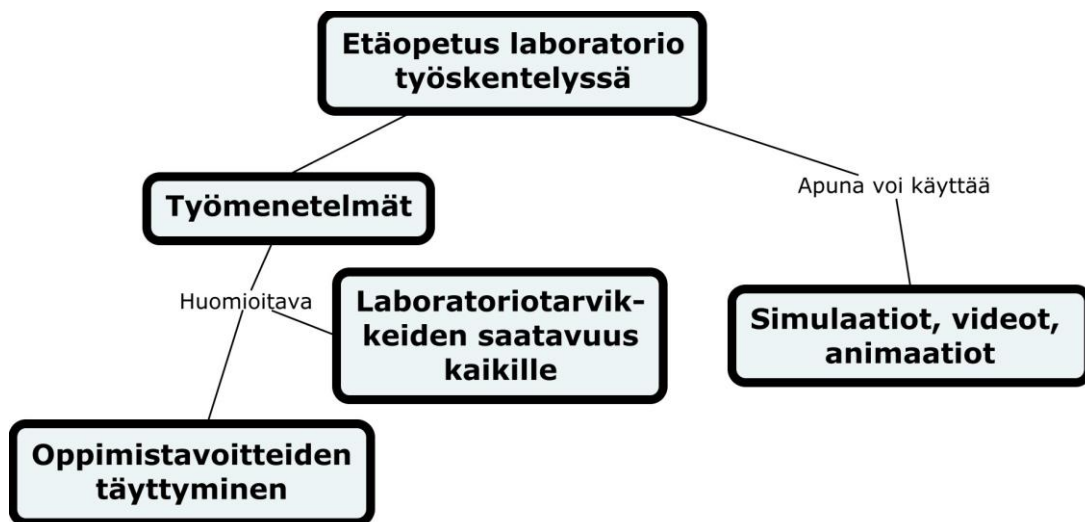 Etäopetus laboratorio
työskentelyssä
Työmenetelmät
Apuna voi käyttää
Huomioitava
Laboratoriotarvik-
keiden saatavuus
kaikille
Simulaatiot, videot,
animaatiot
Oppimistavoitteiden
täyttyminen